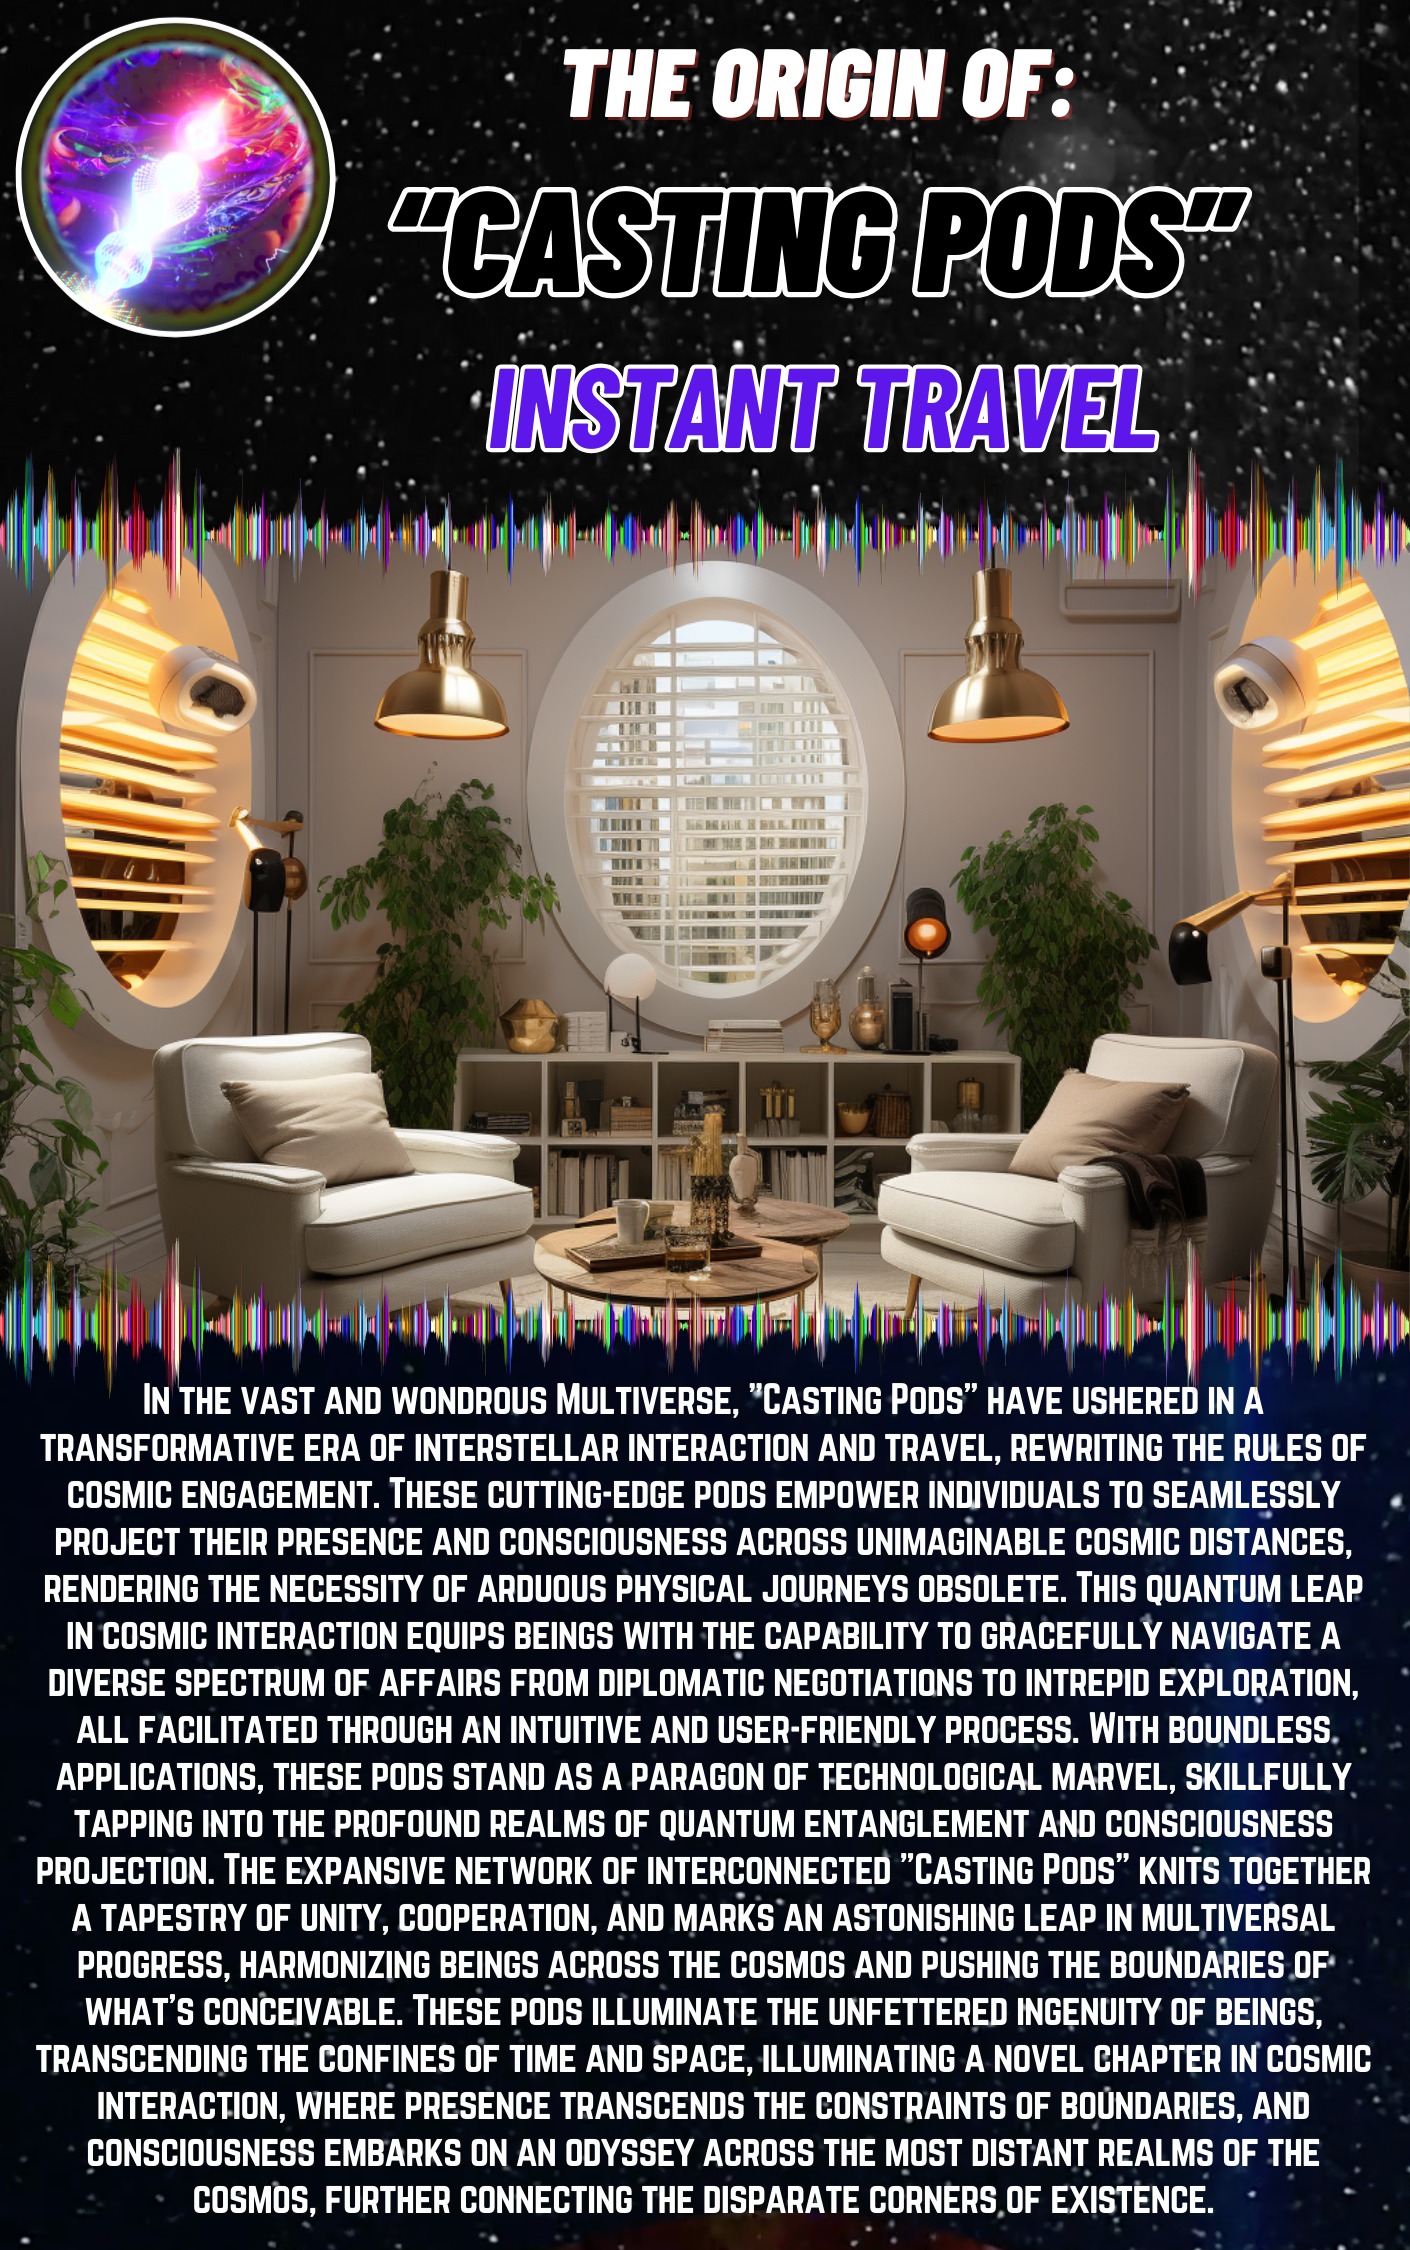 THE ORIGIN OF:
"CASTING PODS"
INSTANT TRAVEL
In the vast and wondrous Multiverse, "Casting Pods" have ushered in a
transformative era of interstellar interaction and travel, rewriting the rules of
cosmic engagement. These cutting-edge pods empower individuals to seamlessly
project their presence and consciousness across unimaginable cosmic distances,
rendering the necessity of arduous physical journeys obsolete. This quantum leap
in cosmic interaction equips beings with the capability to gracefully navigate a
diverse spectrum of affairs from diplomatic negotiations to intrepid exploration,
all facilitated through an intuitive and user-friendly process. With boundless
applications, these pods stand as a paragon of technological marvel, skillfully
tapping into the profound realms of quantum entanglement and consciousness
projection. The expansive network of interconnected "Casting Pods" knits together
a tapestry of unity, cooperation, and marks an astonishing leap in multiversal
progress, harmonizing beings across the cosmos and pushing the boundaries of
what's conceivable. These pods illuminate the unfettered ingenuity of beings,
transcending the confines of time and space, illuminating a novel chapter in cosmic
interaction, where presence transcends the constraints of boundaries, and
consciousness embarks on an odyssey across the most distant realms of the
cosmos, further connecting the disparate corners of existence.